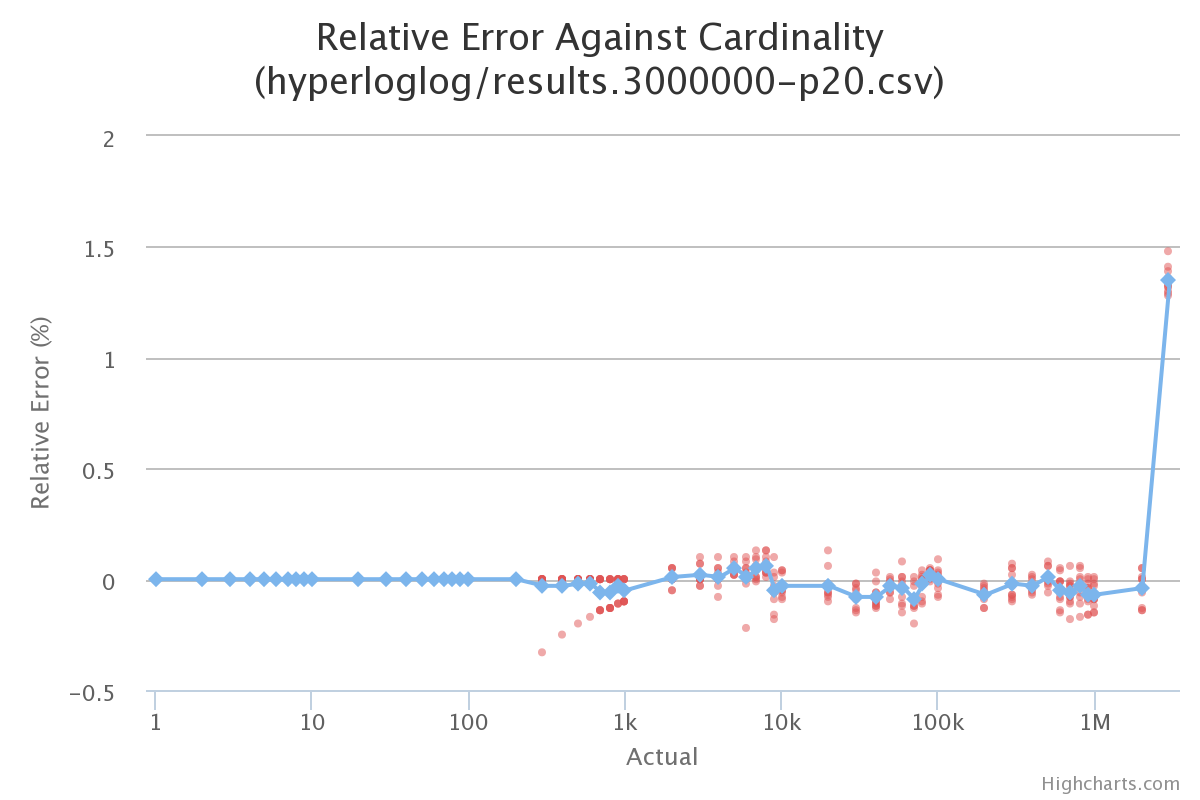 Relative Error Against Cardinality
(hyperloglog/results.3000000-p20.csv)
2
1.5
1
0.5
0
−0.5
Relative Error (%)
1
10
100
1k
10k
100k
1M
Actual
Highcharts.com